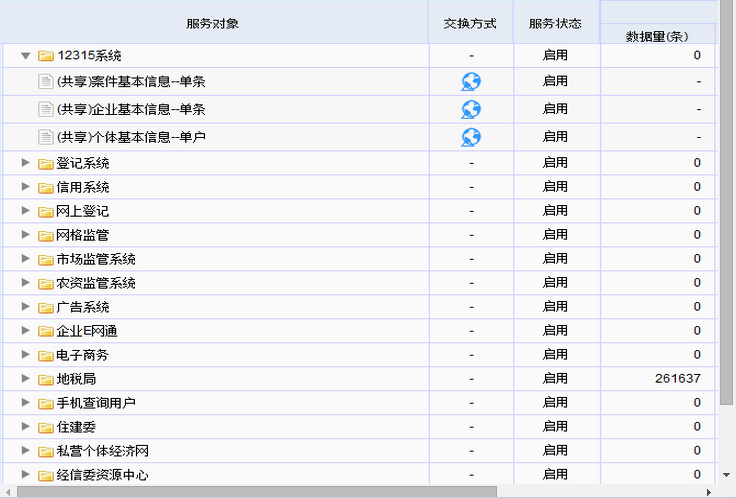 服务对象 交换方式 服务状态
数据量(条)
12315系统 - 启用 0
(共享)案件基本信息--单条 启用 -
(共享)企业基本信息--单条 启用 -
(共享)个体基本信息--单户 启用 -
登记系统 - 启用 0
信用系统 - 启用 0
网上登记 - 启用 0
网格监管 - 启用 0
市场监管系统 - 启用 0
农资监管系统 - 启用 0
广告系统 - 启用 0
企业E网通 - 启用 0
电子商务 - 启用 0
地税局 - 启用 261637
手机查询用户 - 启用 0
住建委 - 启用 0
私营个体经济网 - 启用 0
经信委资源中心 - 启用 0